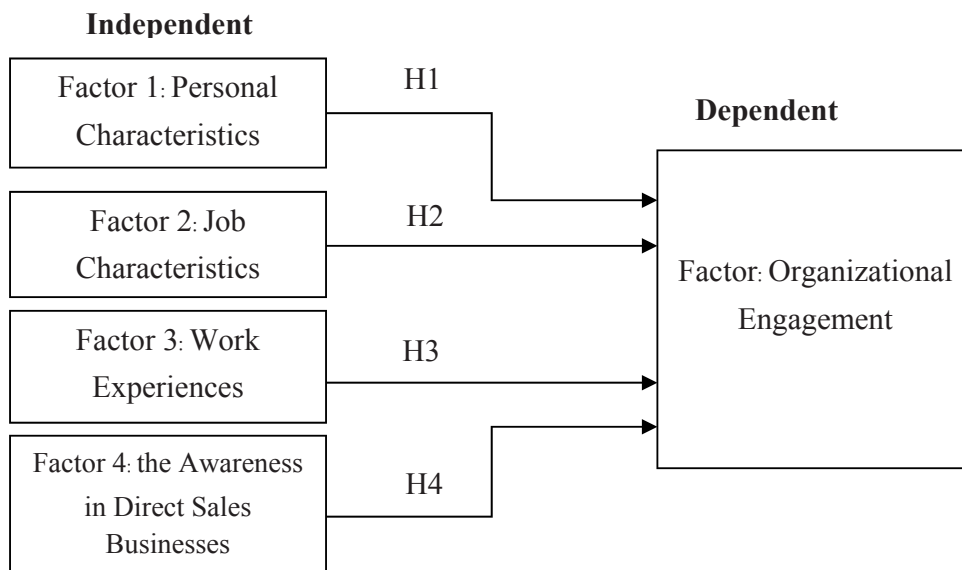 Independent
Factor 1: Personal
Characteristics
H1
Dependent
Factor 2: Job
Characteristics
H2
Factor: Organizational
Engagement
Factor 3: Work
Experiences
H3
Factor 4: the Awareness
in Direct Sales
Businesses
H4